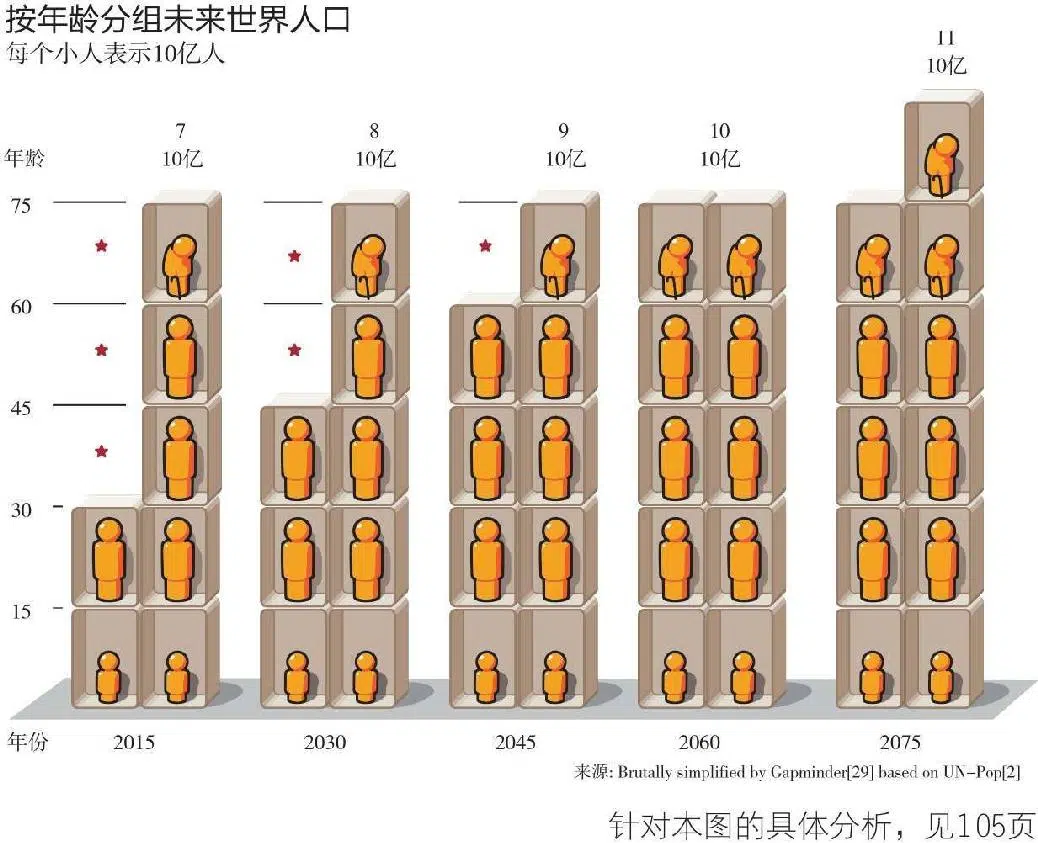 按年龄分组未来世界人口
每个小人表示10亿人
11
10亿
7
10亿
8
10亿
9
10亿
10
10亿
年龄
75
60
45
30
15
年份
2015
2030
2045
2060
2075
来源: Brutally simplified by Gapminder[29] based on UN-Pop[2]
针对本图的具体分析，见105页